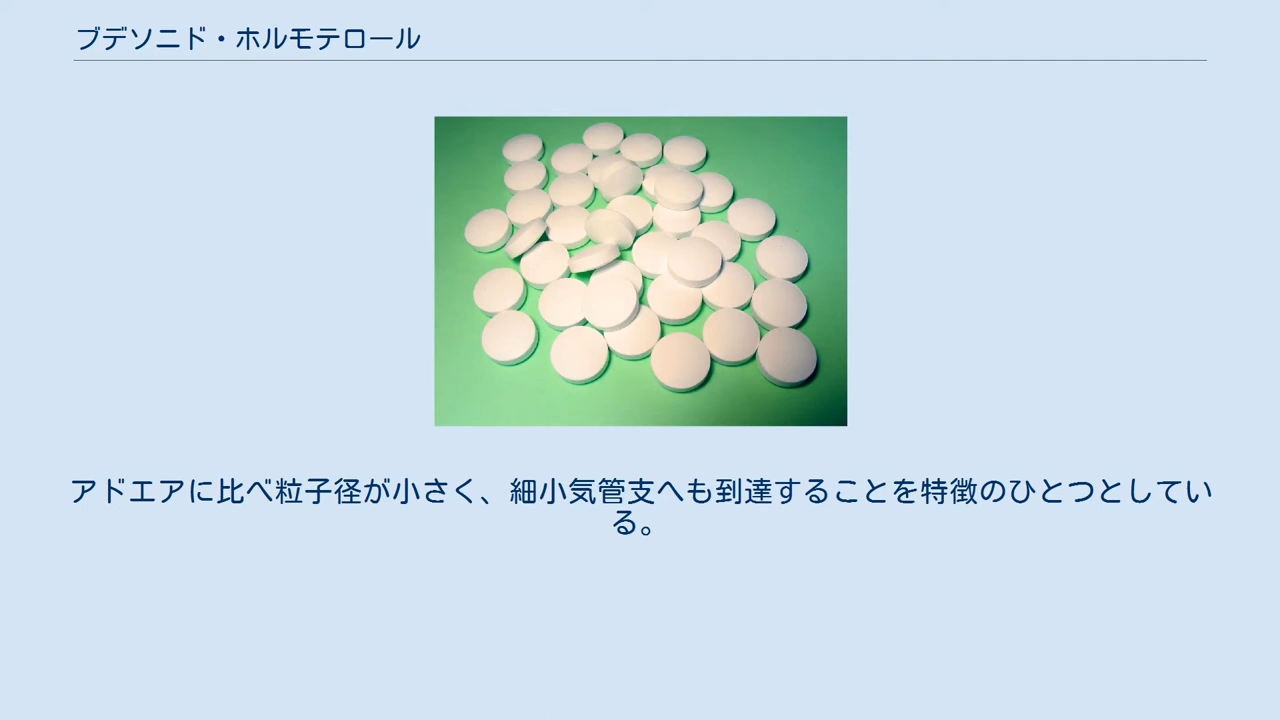 ブデソニド・ホルモテロール
アドエアに比べ粒子径が小さく、細小気管支へも到達することを特徴のひとつとしてい
る。